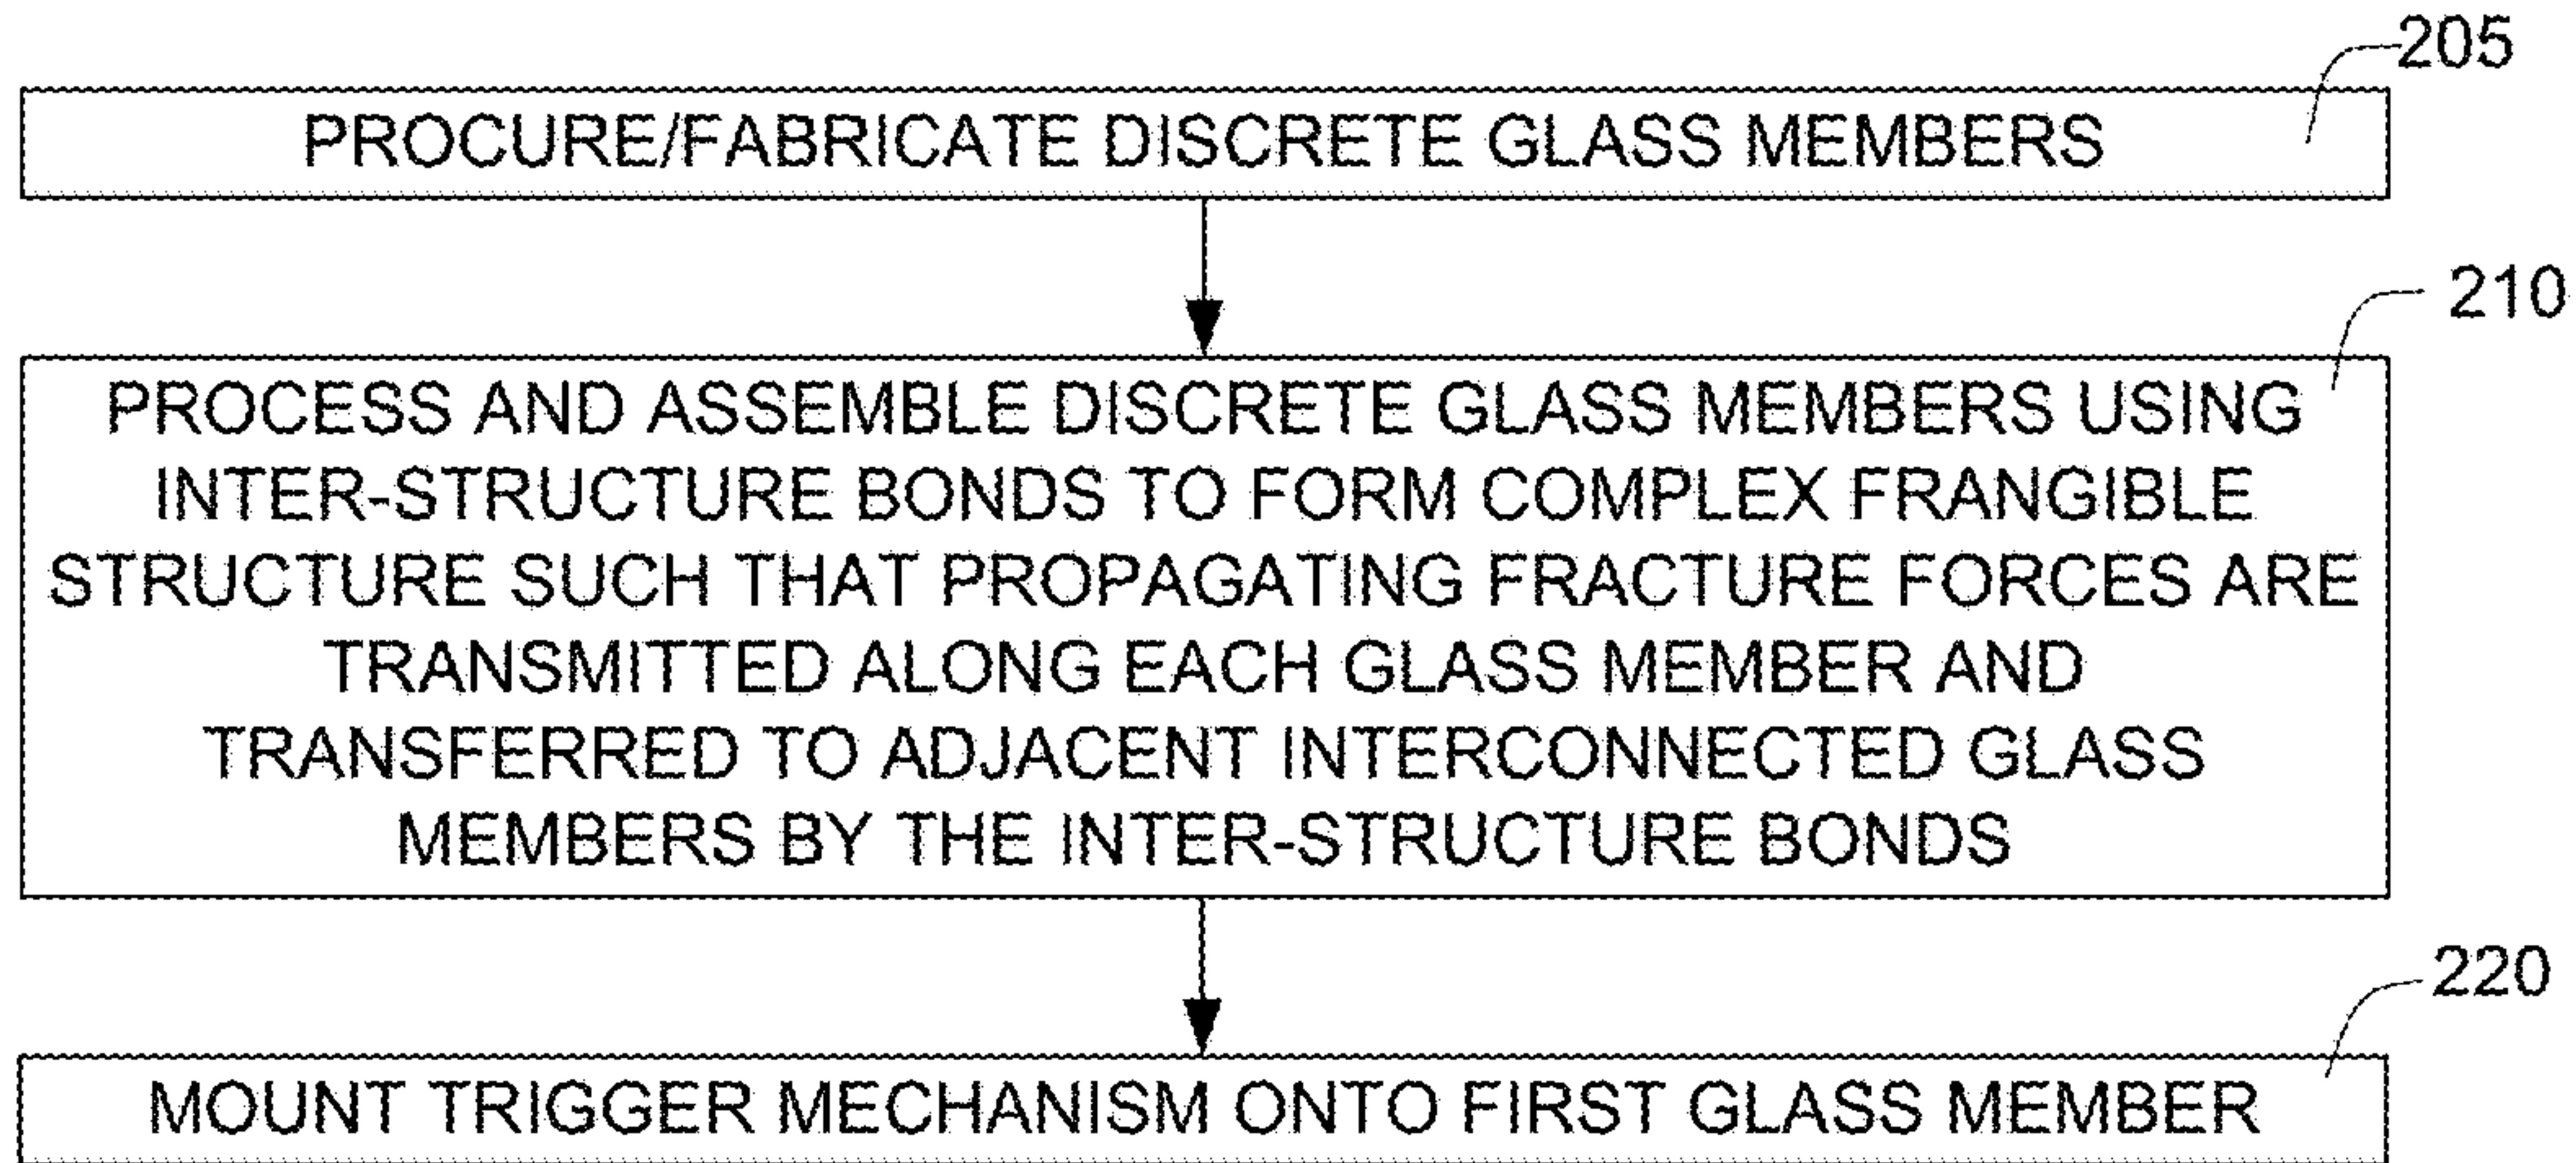 205
PROCURE/FABRICATE DISCRETE GLASS MEMBERS
210
PROCESS AND ASSEMBLE DISCRETE GLASS MEMBERS USING
INTER-STRUCTURE BONDS TO FORM COMPLEX FRANGIBLE
STRUCTURE SUCH THAT PROPAGATING FRACTURE FORCES ARE
TRANSMITTED ALONG EACH GLASS MEMBER AND
TRANSFERRED TO ADJACENT INTERCONNECTED GLASS
MEMBERS BY THE INTER-STRUCTURE BONDS
220
MOUNT TRIGGER MECHANISM ONTO FIRST GLASS MEMBER